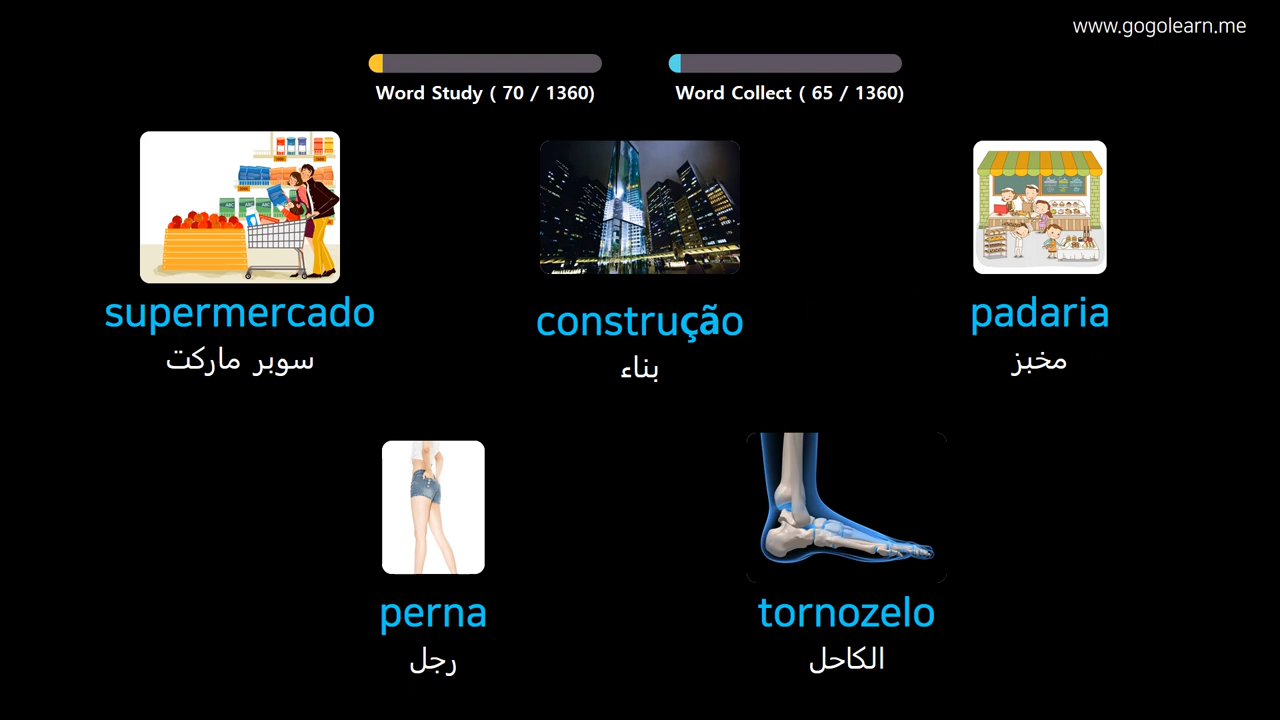 www.gogolearn.me
Word Study ( 70 / 1360)
Word Collect ( 65 / 1360)
supermercado
سوبر ماركت
construção
بناء
padaria
مخبز
perna
رجل
tornozelo
الكاحل